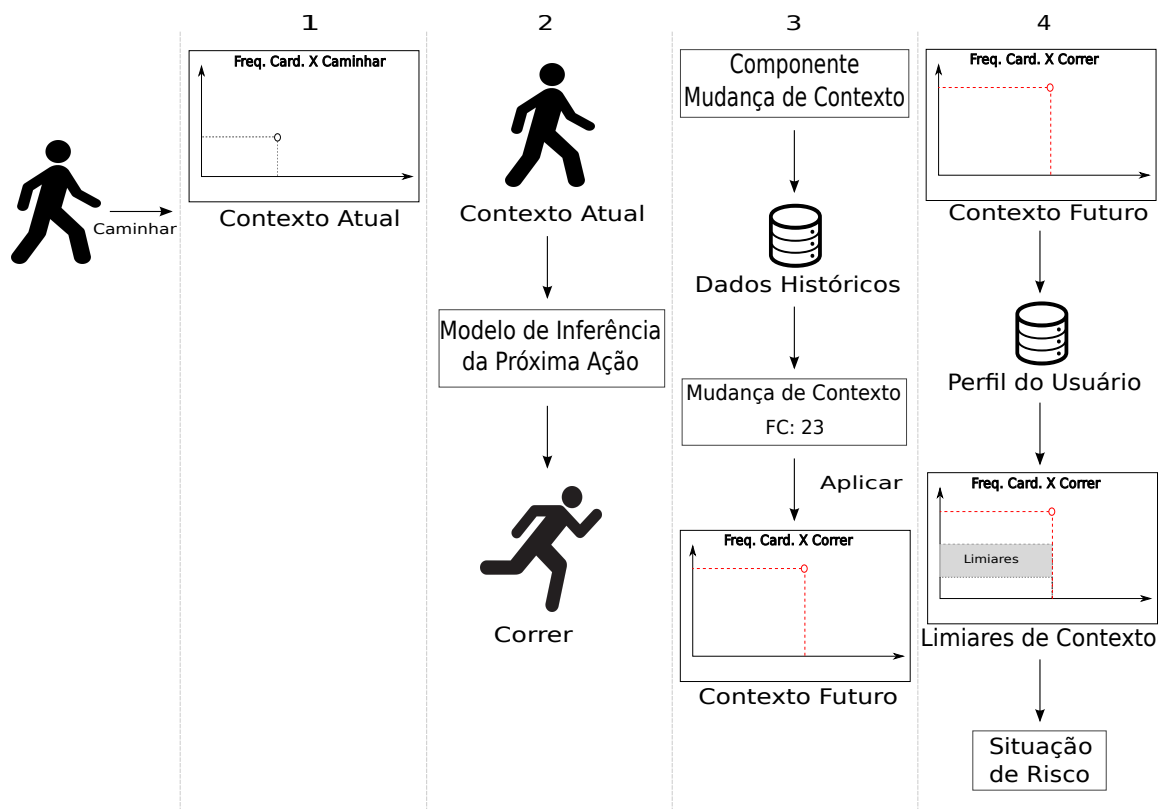 1
2
3
4
Caminhar
Freq. Card. X Caminhar
Contexto Atual
Contexto Atual
Modelo de Inferência
da Próxima Ação
Correr
Componente
Mudança de Contexto
Dados Históricos
Mudança de Contexto
FC: 23
Aplicar
Freq. Card. X Correr
Contexto Futuro
Freq. Card. X Correr
Contexto Futuro
Perfil do Usuário
Freq. Card. X Correr
Limiares
Limiares de Contexto
Situação
de Risco